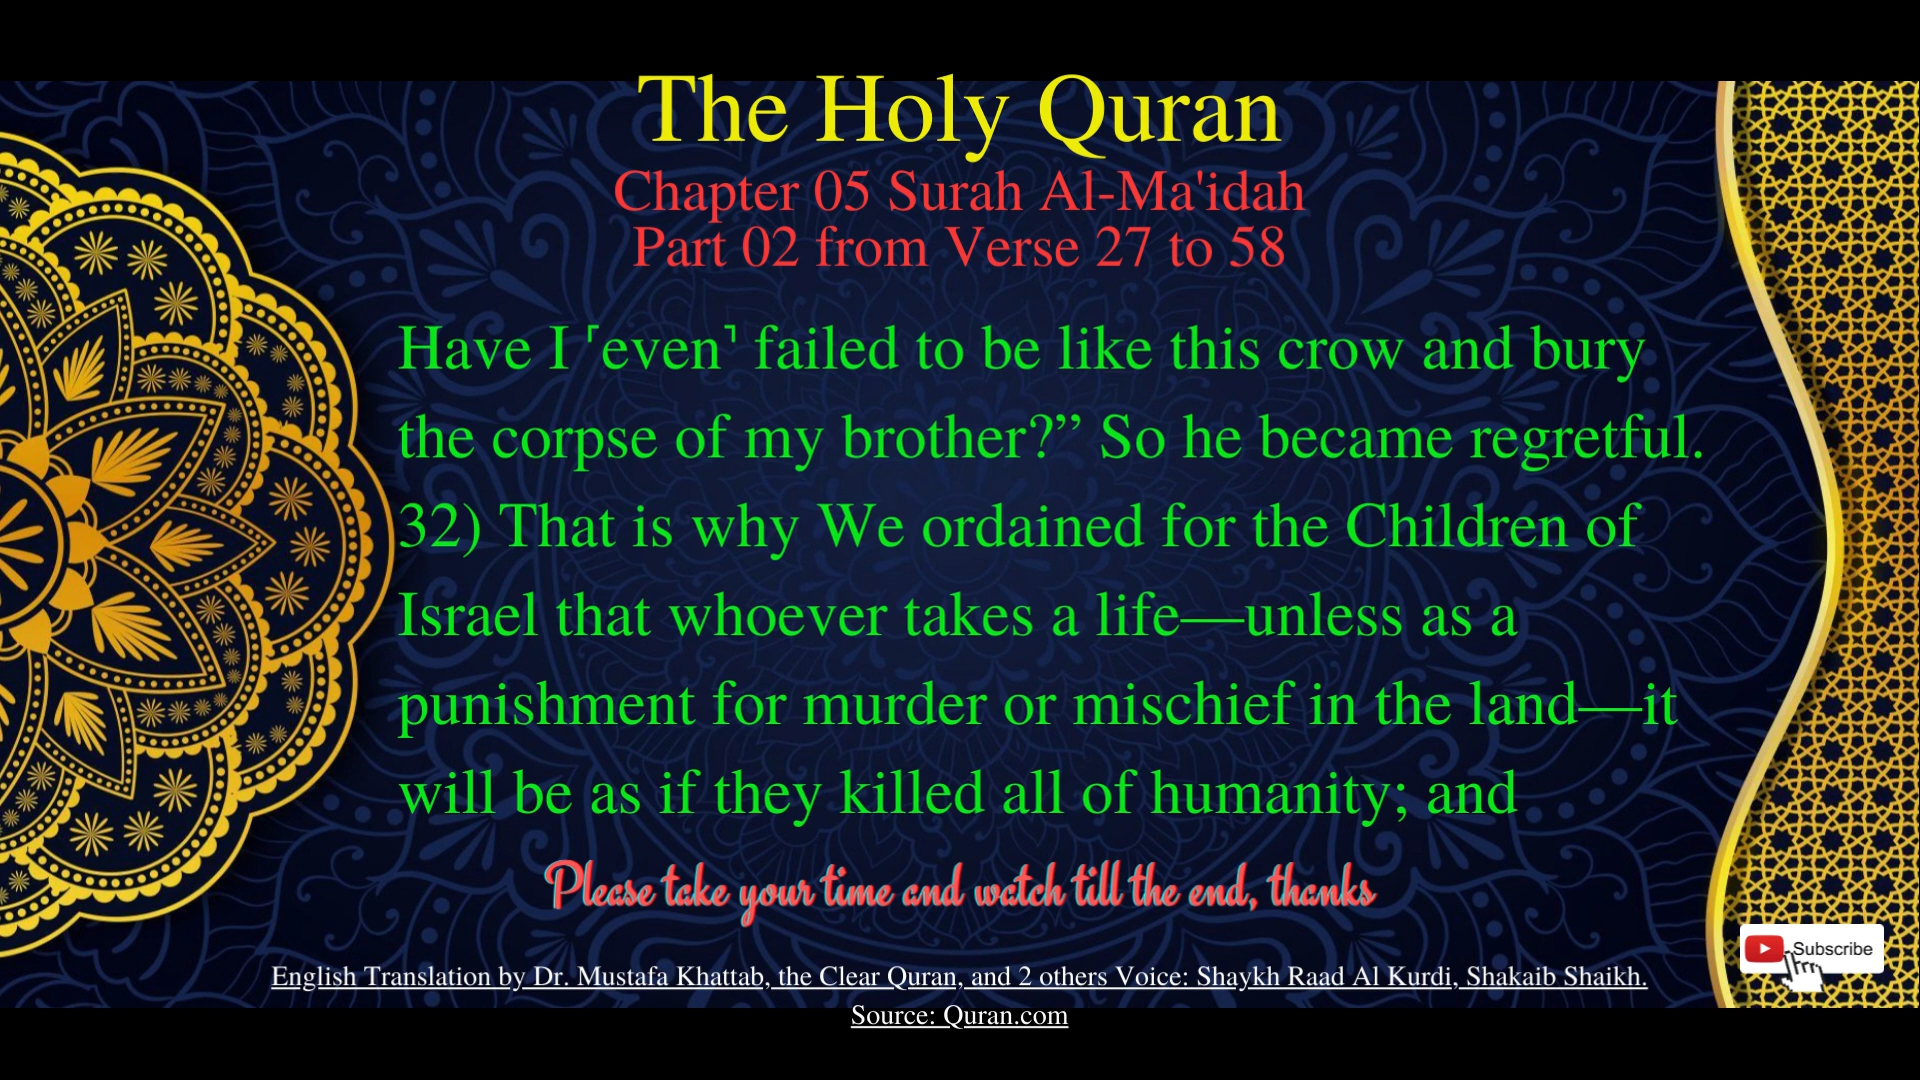 The Holy Quran
Chapter 05 Surah Al-Ma'idah
Part 02 from Verse 27 to 58
Have I ˹even˺ failed to be like this crow and bury
the corpse of my brother?” So he became regretful.
32) That is why We ordained for the Children of
Israel that whoever takes a life—unless as a
punishment for murder or mischief in the land—it
will be as if they killed all of humanity; and
Please take your time and watch till the end, thanks
Subscribe
English Translation by Dr. Mustafa Khattab, the Clear Quran, and 2 others Voice: Shaykh Raad Al Kurdi, Shakaib Shaikh.
Source: Quran.com